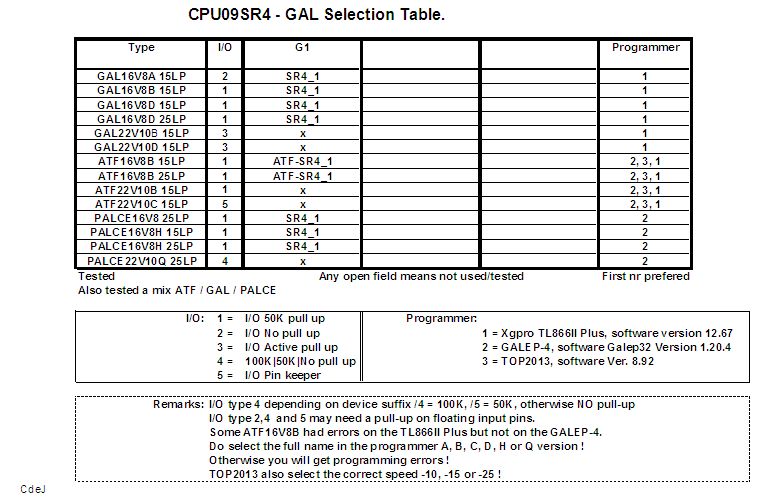 CPU09SR4 - GAL Selection Table.
Type I/O G1 Programmer
GAL16V8A 15LP 2 SR4_1 1
GAL16V8B 15LP 1 SR4_1 1
GAL16V8D 15LP 1 SR4_1 1
GAL16V8D 25LP 1 SR4_1 1
GAL22V10B 15LP 3 x 1
GAL22V10D 15LP 3 x 1
ATF16V8B 15LP 1 ATF-SR4_1 2, 3, 1
ATF16V8B 25LP 1 ATF-SR4_1 2, 3, 1
ATF22V10B 15LP 1 x 2, 3, 1
ATF22V10C 15LP 5 x 2, 3, 1
PALCE16V8 25LP 1 SR4_1 2
PALCE16V8H 15LP 1 SR4_1 2
PALCE16V8H 25LP 1 SR4_1 2
PALCE22V10Q 25LP 4 x 2
Tested Any open field means not used/tested First nr prefered
Also tested a mix ATF / GAL / PALCE
I/O: 1 = I/O 50K pull up Programmer:
2 = I/O No pull up 1 = Xgpro TL866II Plus, software version 12.67
3 = I/O Active pull up 2 = GALEP-4, software Galep32 Version 1.20.4
4 = 100K|50K|No pull up 3 = TOP2013, software Ver. 8.92
5 = I/O Pin keeper
Remarks: I/O type 4 depending on device suffix /4 = 100K, /5 = 50K, otherwise NO pull-up
I/O type 2,4 and 5 may need a pull-up on floating input pins.
Some ATF16V8B had errors on the TL866II Plus but not on the GALEP-4.
Do select the full name in the programmer A, B, C, D, H or Q version !
Otherwise you will get programming errors !
TOP2013 also select the correct speed -10, -15 or -25 !
CdeJ